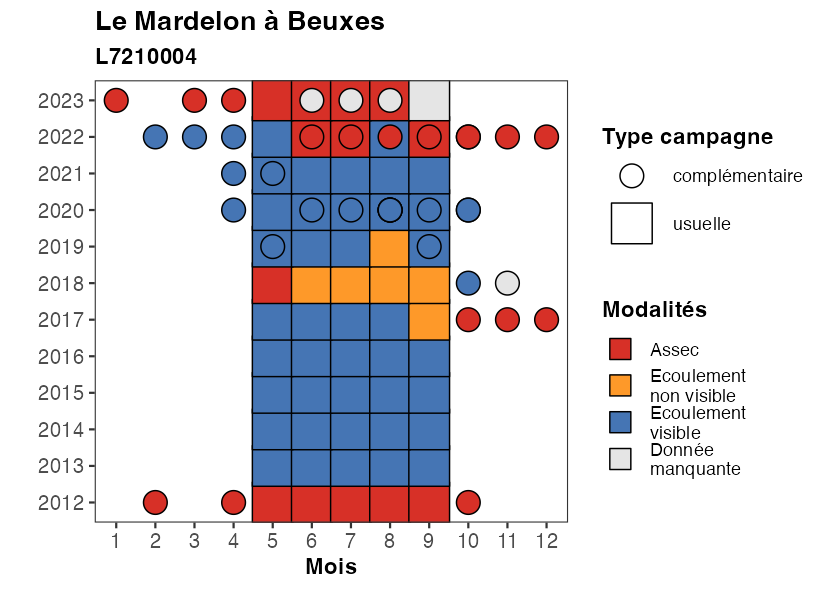 Le Mardelon à Beuxes
L7210004
2023
2022
2021
2020
2019
2018
2017
2016
2015
2014
2013
2012
1 2 3 4 5 6 7 8 9 10 11 12
Mois
Type campagne
complémentaire
usuelle
Modalités
Assec
Ecoulement
non visible
Ecoulement
visible
Donnée
manquante